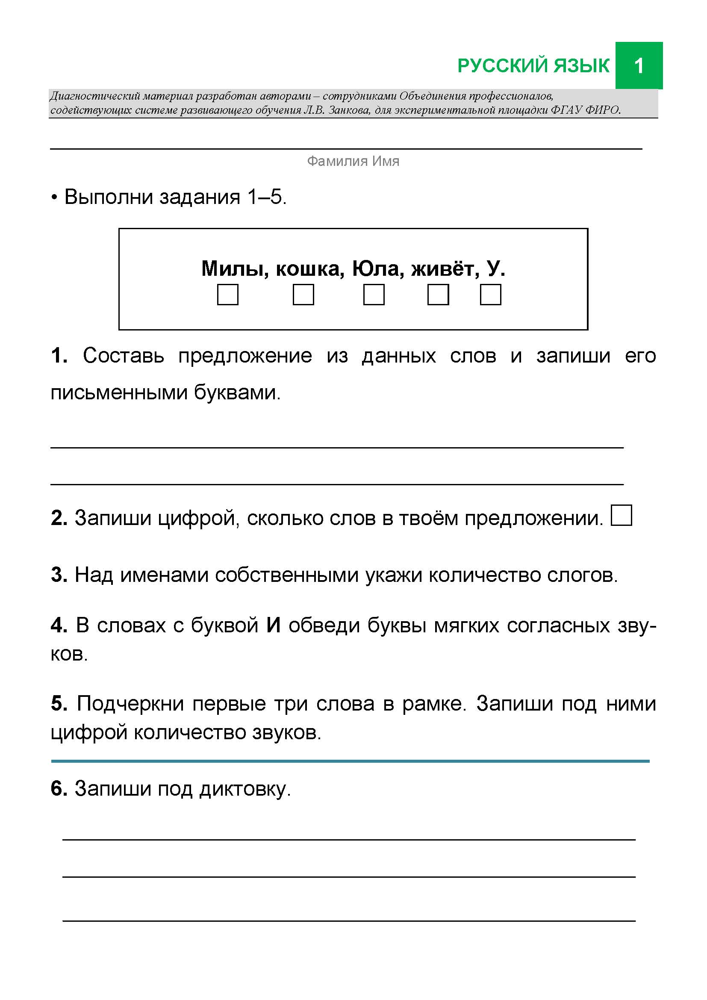 РУССКИЙ ЯЗЫК 1
Диагностический материал разработан авторами – сотрудниками Объединения профессионалов,
содействующих системе развивающего обучения Л.В. Занкова, для экспериментальной площадки ФГАУ ФИРО.
Фамилия Имя
• Выполни задания 1–5.
Милы, кошка, Юла, живёт, У.
1. Составь предложение из данных слов и запиши его
письменными буквами.
2. Запиши цифрой, сколько слов в твоём предложении.
3. Над именами собственными укажи количество слогов.
4. В словах с буквой И обведи буквы мягких согласных зву-
ков.
5. Подчеркни первые три слова в рамке. Запиши под ними
цифрой количество звуков.
6. Запиши под диктовку.